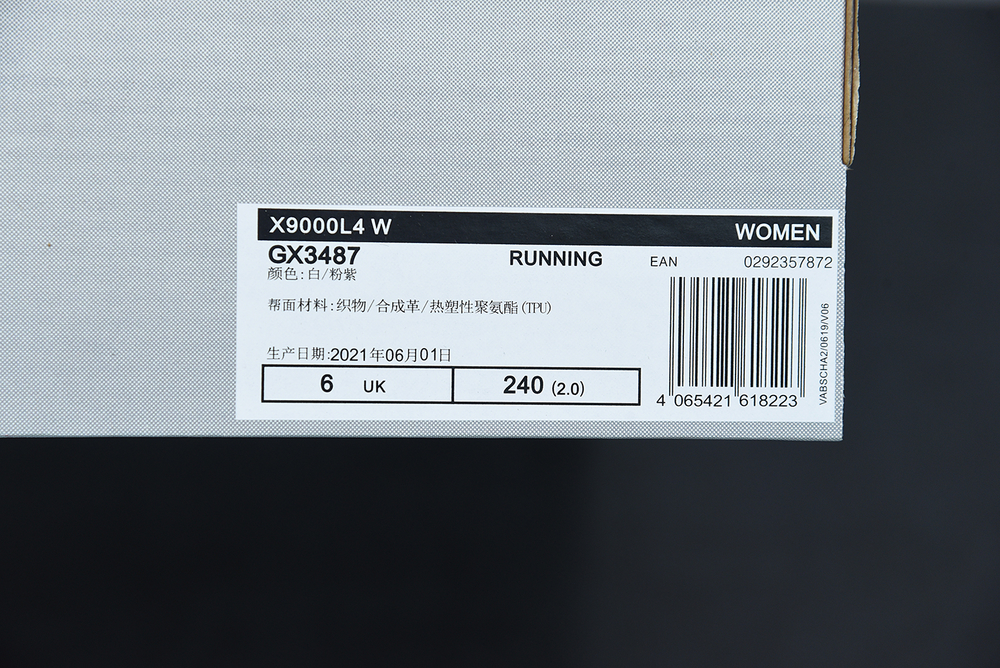 X9000L4 W WOMEN
GX3487 RUNNING EAN 0292357872
颜色:白/粉紫
帮面材料:织物/合成革/热塑性聚氨酯(TPU)
生产日期:2021年06月01日
6 UK 240 (2.0)
4 065421 618223
VABSCHA2/0619/V06